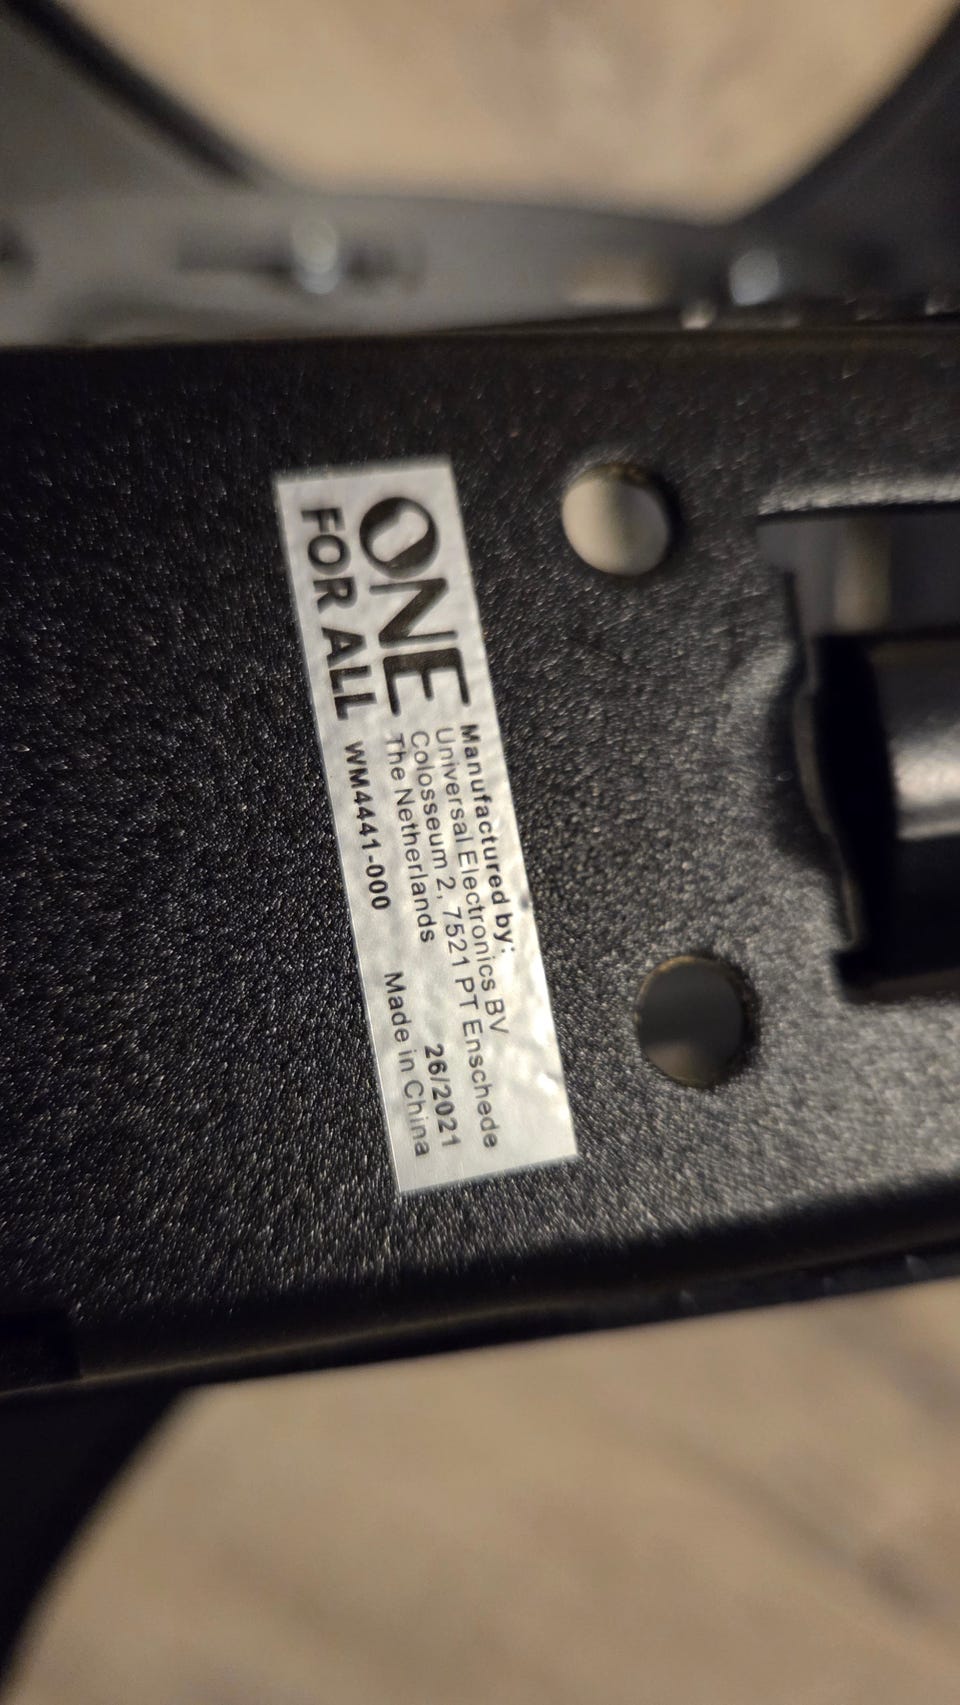 ONE
FOR ALL
Manufactured by:
Universal Electronics BV
Colosseum 2, 7521 PT Enschede
The Netherlands 26/2021
WM4441-000 Made in China